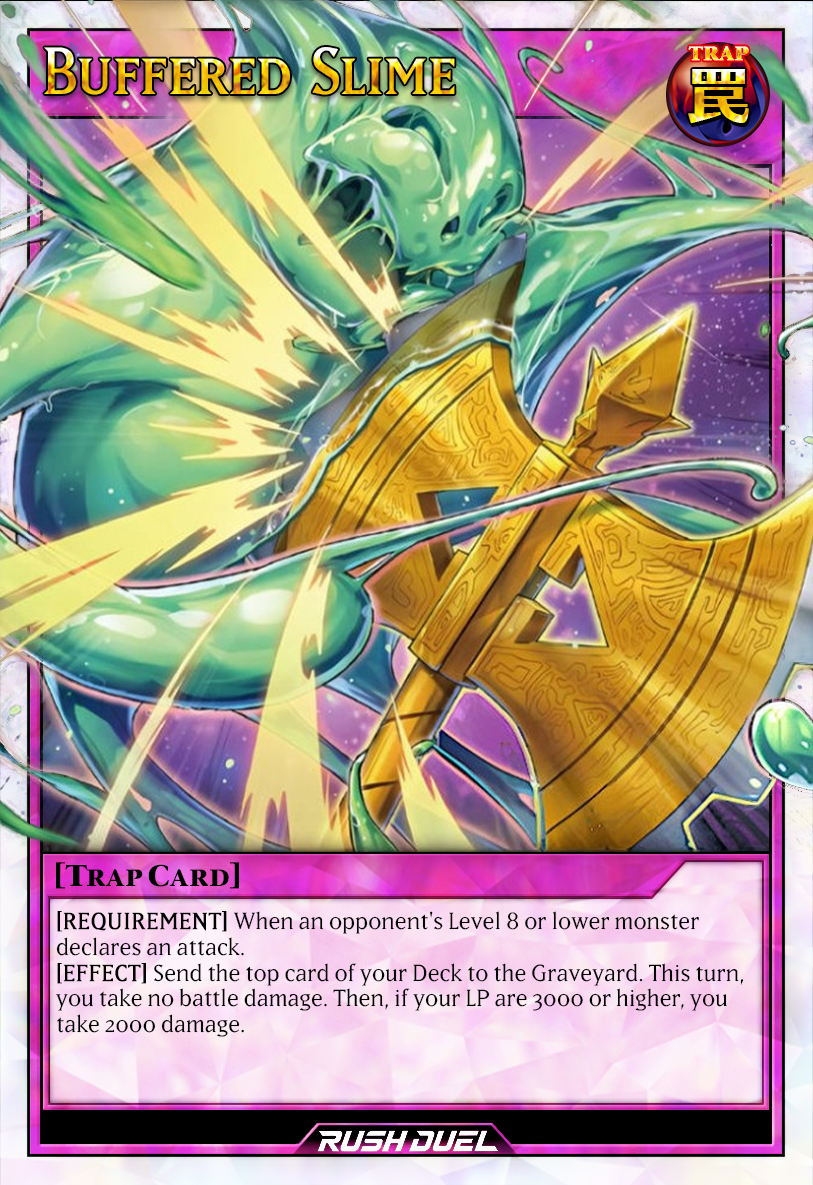 BUFFERED SLIME
TRAP
罠
[TRAP CARD]
[REQUIREMENT] When an opponent's Level 8 or lower monster
declares an attack.
[EFFECT] Send the top card of your Deck to the Graveyard. This turn,
you take no battle damage. Then, if your LP are 3000 or higher, you
take 2000 damage.
RUSH DUEL